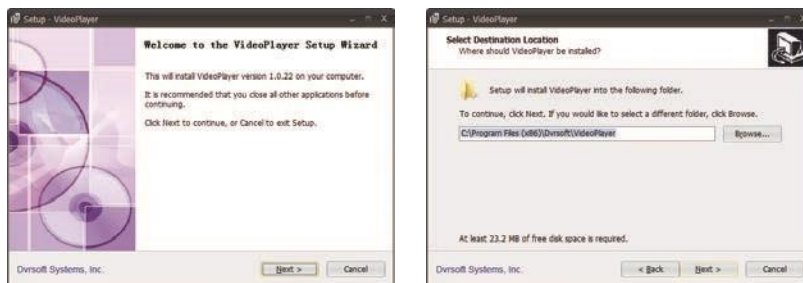 Setup - VideoPlayer
Welcome to the VideoPlayer Setup Wizard
This will install VideoPlayer version 1.0.22 on your computer.
It is recommended that you close all other applications before
continuing.
Click Next to continue, or Cancel to exit Setup.
Dvrsoft Systems, Inc.
Next >
Cancel
Setup - VideoPlayer
Select Destination Location
Where should VideoPlayer be installed?
Setup will install VideoPlayer into the following folder.
To continue, click Next. If you would like to select a different folder, click Browse.
C:\Program Files (x86)\Dvrsoft\VideoPlayer
Browse...
At least 23.2 MB of free disk space is required.
Dvrsoft Systems, Inc.
< Back
Next >
Cancel